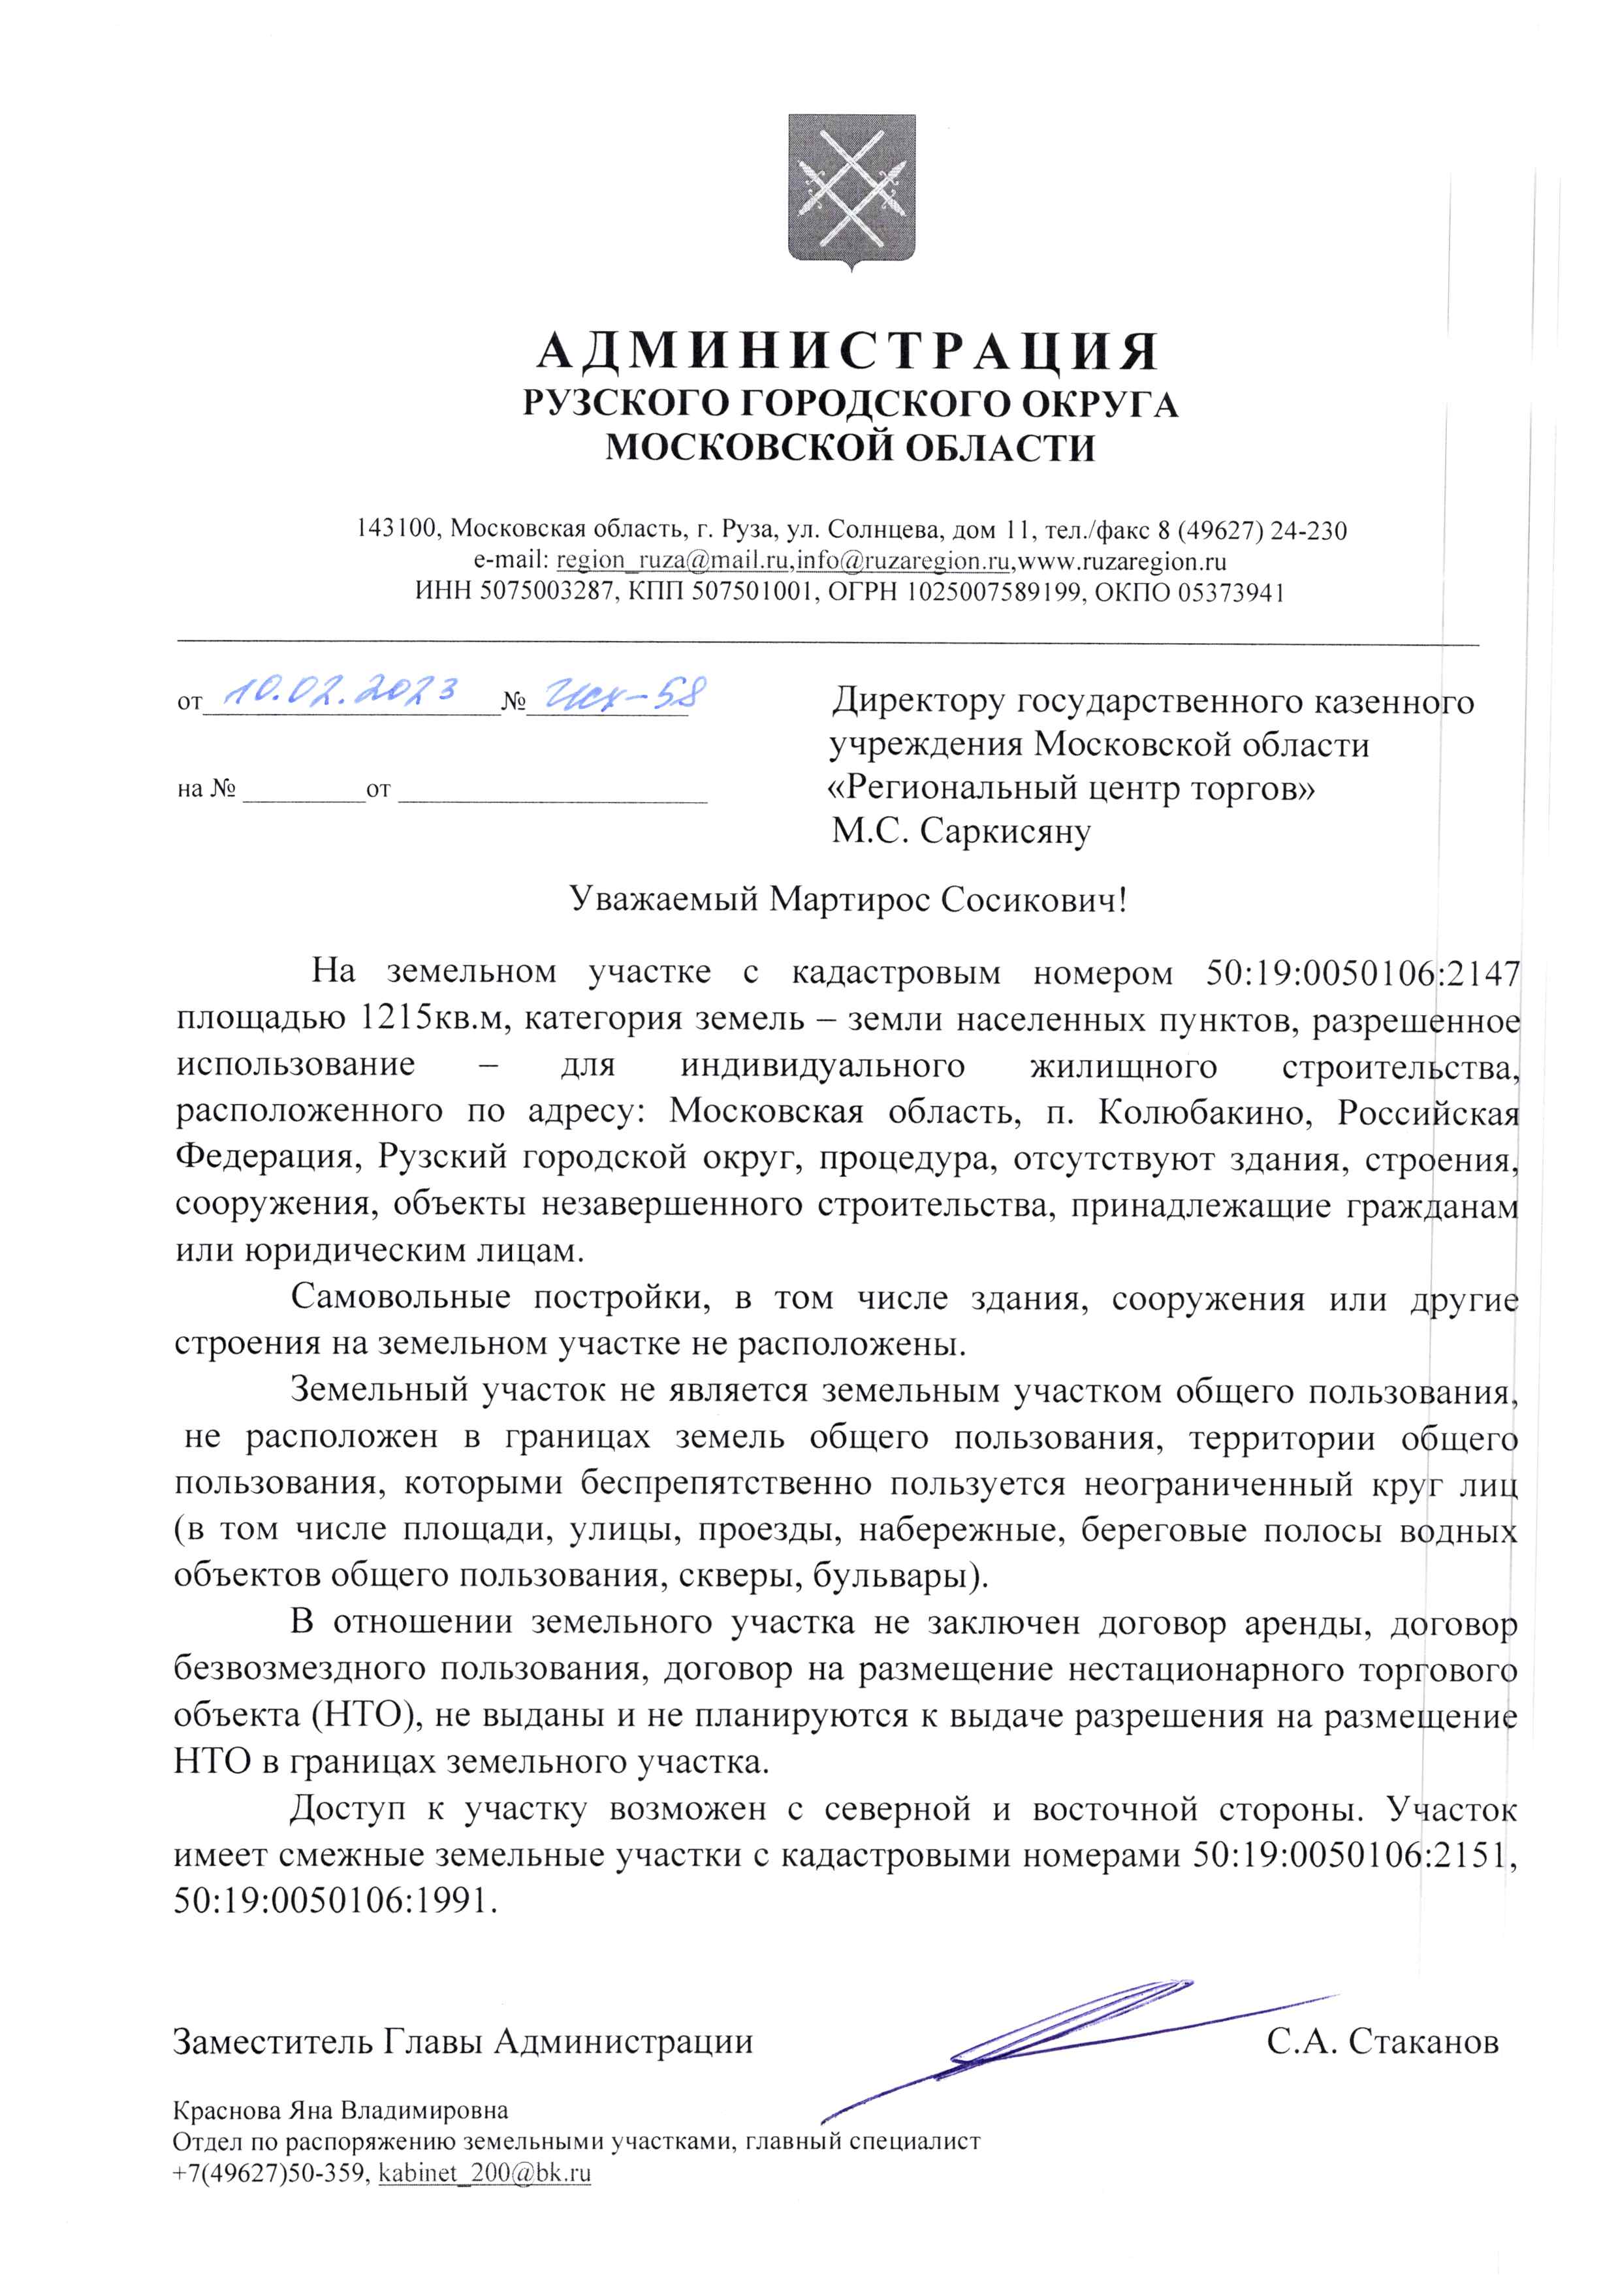 АДМИНИСТРАЦИЯ
РУЗСКОГО ГОРОДСКОГО ОКРУГА
МОСКОВСКОЙ ОБЛАСТИ
143100, Московская область, г. Руза, ул. Солнцева, дом 11, тел./факс 8 (49627) 24-230
e-mail: region_ruza@mail.ru,info@ruzaregion.ru,www.ruzaregion.ru
ИНН 5075003287, КПП 507501001, ОГРН 1025007589199, ОКПО 05373941
от 10.02.2023 № Исх-58
на № __________от
Директору государственного казенного
учреждения Московской области
«Региональный центр торгов»
М.С. Саркисяну
Уважаемый Мартирос Сосикович!
На земельном участке с кадастровым номером 50:19:0050106:2147
площадью 1215кв.м, категория земель – земли населенных пунктов, разрешенное
использование – для индивидуального жилищного строительства,
расположенного по адресу: Московская область, п. Колюбакино, Российская
Федерация, Рузский городской округ, процедура, отсутствуют здания, строения,
сооружения, объекты незавершенного строительства, принадлежащие гражданам
или юридическим лицам.
Самовольные постройки, в том числе здания, сооружения или другие
строения на земельном участке не расположены.
Земельный участок не является земельным участком общего пользования,
не расположен в границах земель общего пользования, территории общего
пользования, которыми беспрепятственно пользуется неограниченный круг лиц
(в том числе площади, улицы, проезды, набережные, береговые полосы водных
объектов общего пользования, скверы, бульвары).
В отношении земельного участка не заключен договор аренды, договор
безвозмездного пользования, договор на размещение нестационарного торгового
объекта (НТО), не выданы и не планируются к выдаче разрешения на размещение
НТО в границах земельного участка.
Доступ к участку возможен с северной и восточной стороны. Участок
имеет смежные земельные участки с кадастровыми номерами 50:19:0050106:2151,
50:19:0050106:1991.
Заместитель Главы Администрации С.А. Стаканов
Краснова Яна Владимировна
Отдел по распоряжению земельными участками, главный специалист
+7(49627)50-359, kabinet_200@bk.ru